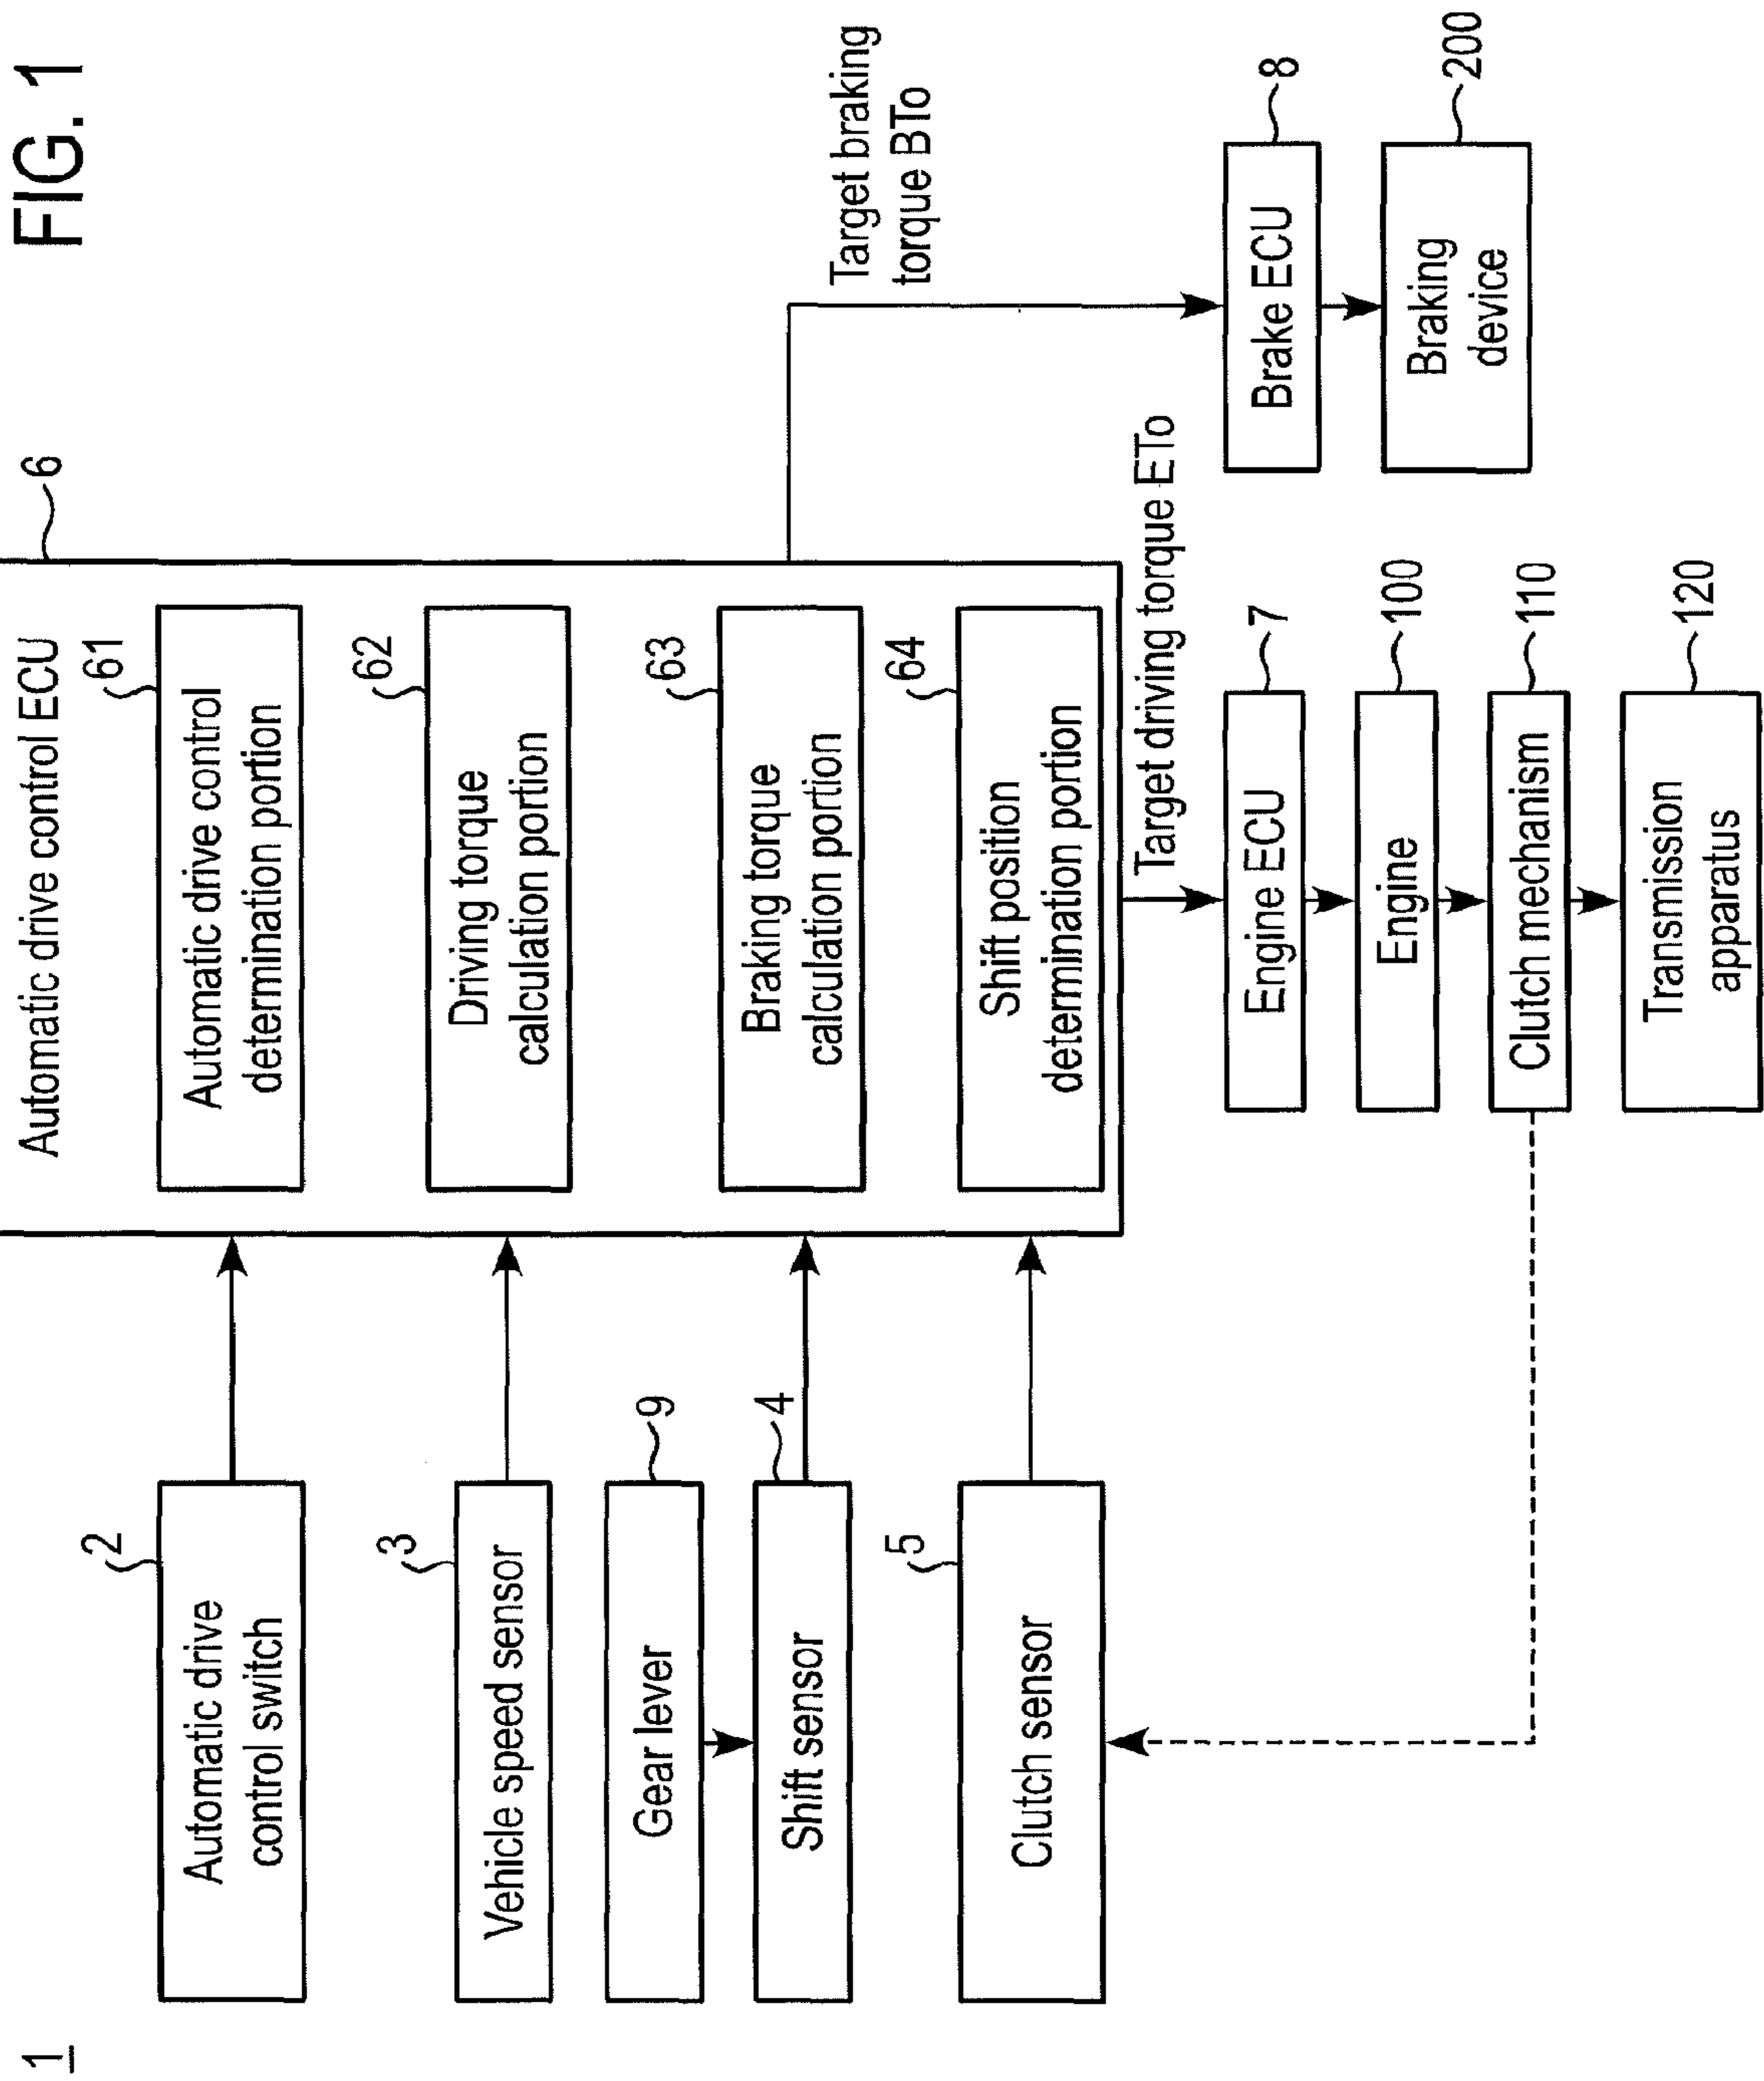 FIG. 1
1
2
Automatic drive
control switch
3
Vehicle speed sensor
9
Gear lever
4
Shift sensor
5
Clutch sensor
6
Automatic drive control ECU
61
Automatic drive control
determination portion
62
Driving torque
calculation portion
63
Braking torque
calculation portion
64
Shift position
determination portion
Target driving torque ETo
Engine ECU
7
Engine
100
Clutch mechanism
110
Transmission
apparatus
120
Target braking
torque BTo
Brake ECU
8
Braking
device
200